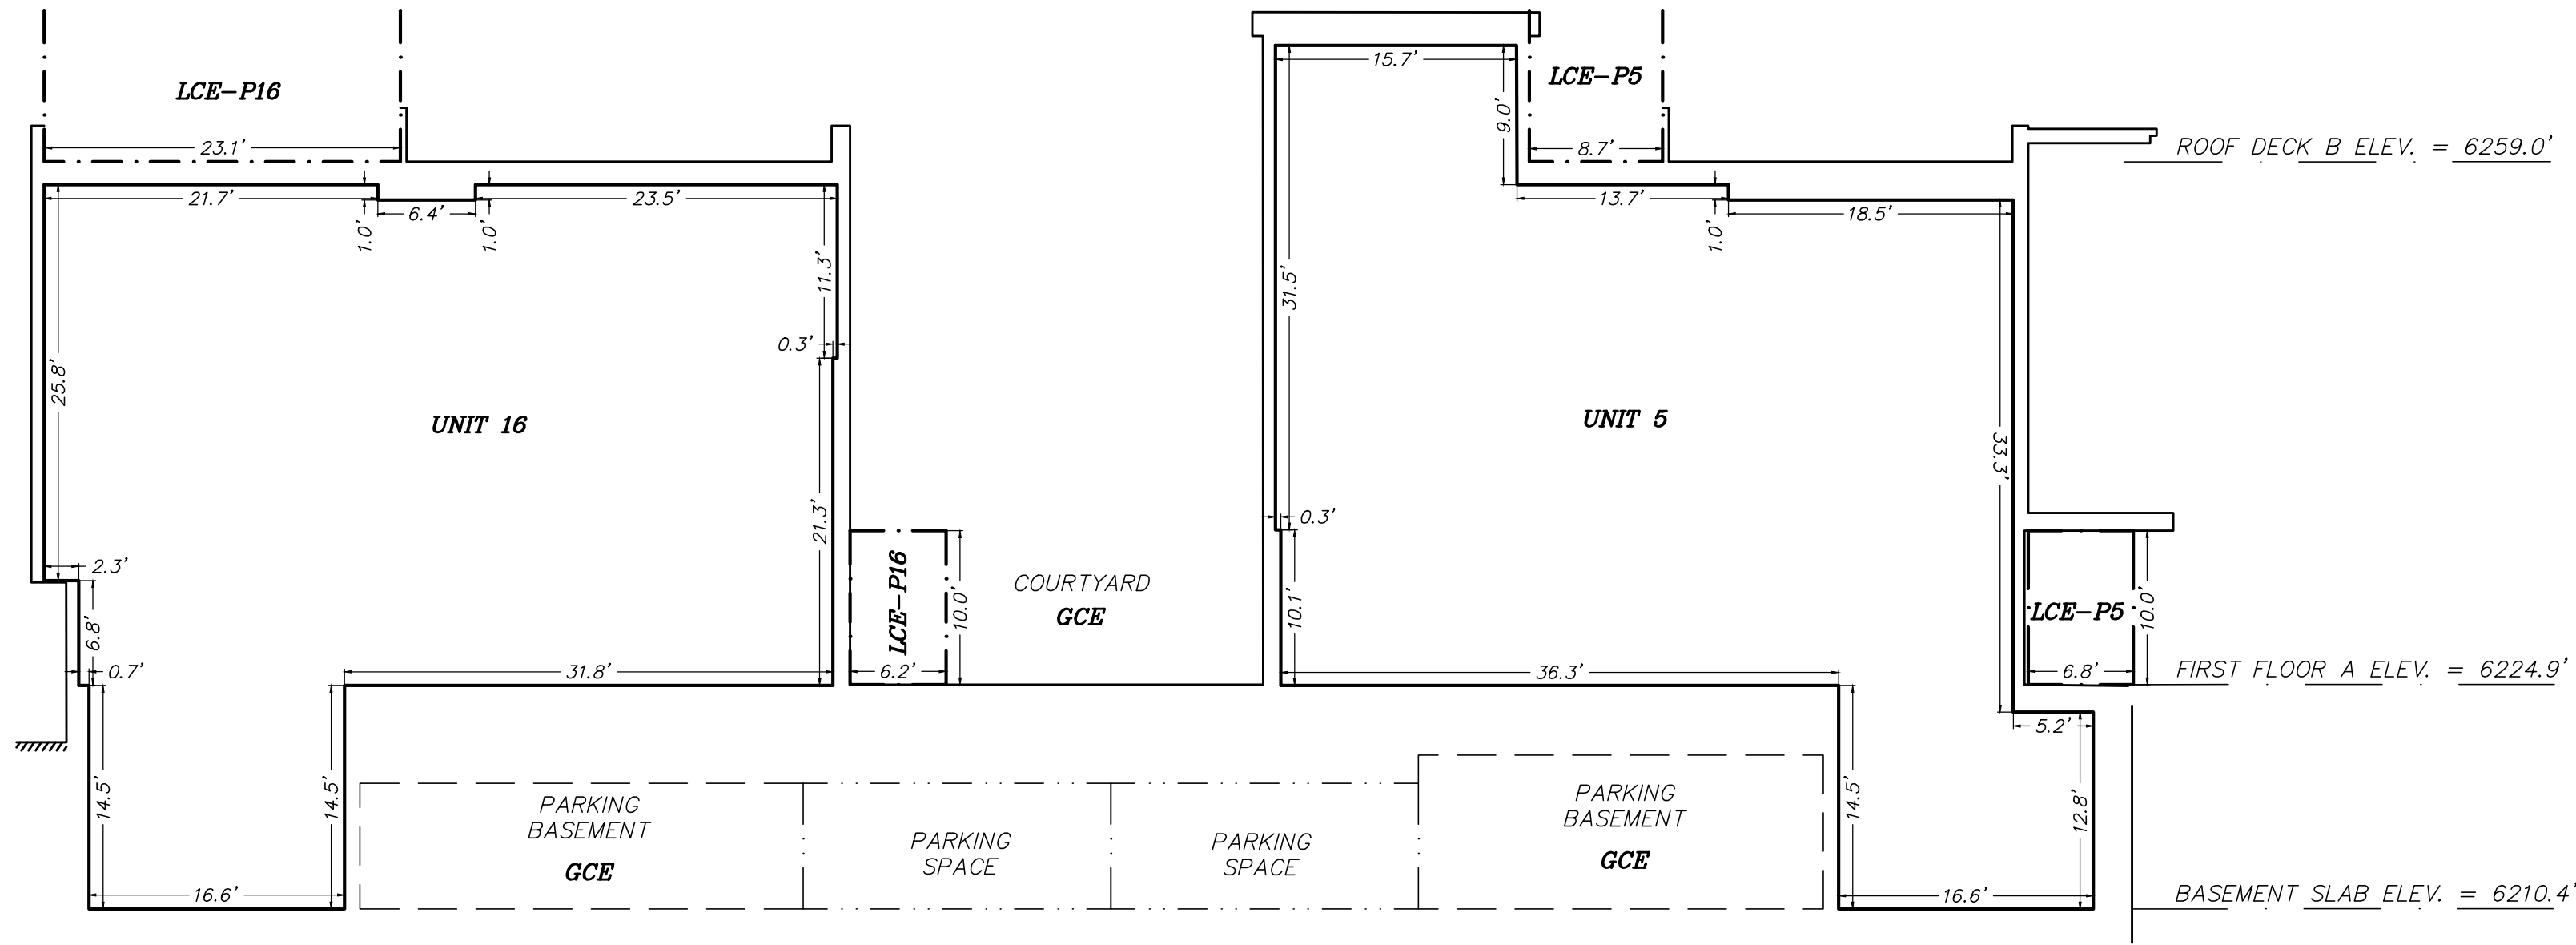 LCE-P16
23.1'
21.7'
23.5'
6.4'
1.0'
1.0'
11.3'
0.3'
25.8'
UNIT 16
21.3'
2.3'
6.8'
0.7'
31.8'
14.5'
14.5'
16.6'
LCE-P16
10.0'
6.2'
COURTYARD
GCE
15.7'
9.0'
LCE-P5
8.7'
13.7'
1.0'
18.5'
31.5'
UNIT 5
33.3'
0.3'
10.1'
36.3'
LCE-P5
10.0'
6.8'
5.2'
14.5'
12.8'
16.6'
PARKING
BASEMENT
GCE
PARKING
SPACE
PARKING
SPACE
PARKING
BASEMENT
GCE
ROOF DECK B ELEV. = 6259.0'
FIRST FLOOR A ELEV. = 6224.9'
BASEMENT SLAB ELEV. = 6210.4'